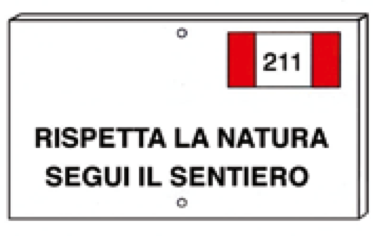 211
RISPETTA LA NATURA
SEGUI IL SENTIERO